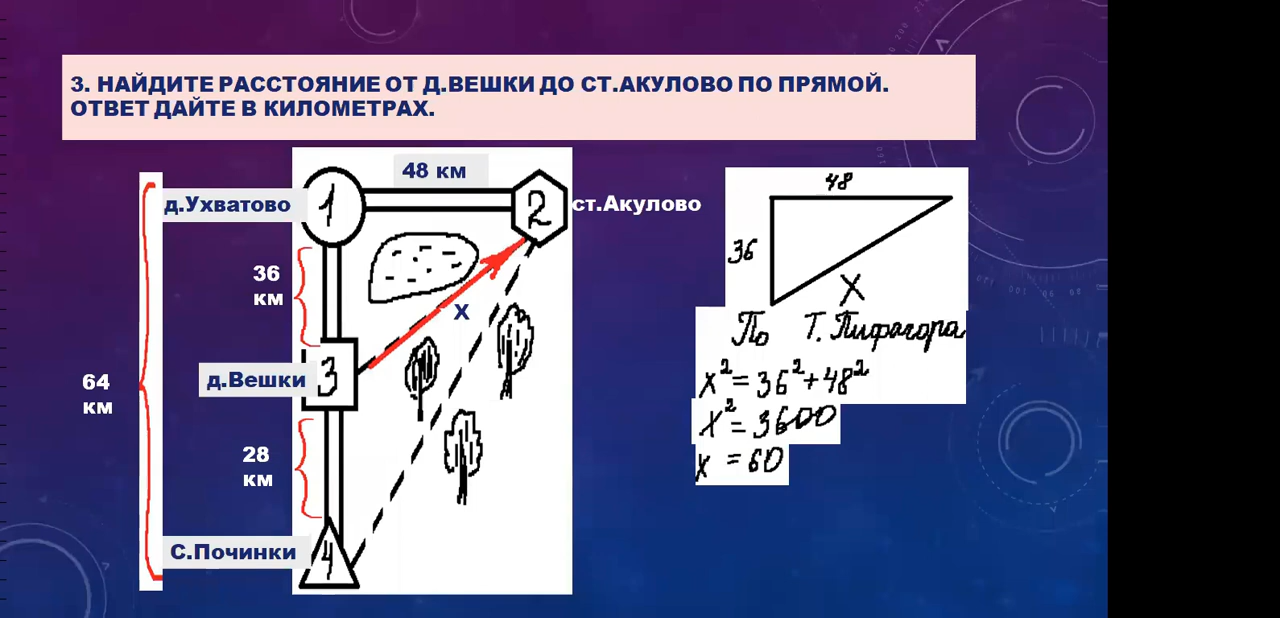 3. НАЙДИТЕ РАССТОЯНИЕ ОТ Д.ВЕШКИ ДО СТ.АКУЛОВО ПО ПРЯМОЙ.
ОТВЕТ ДАЙТЕ В КИЛОМЕТРАХ.
48 км
д.Ухватово
1
2
ст.Акулово
36
км
х
д.Вешки
3
64
км
28
км
С.Починки
4
48
36
х
По Т. Пифагора
х²=36²+48²
х²=3600
х =60